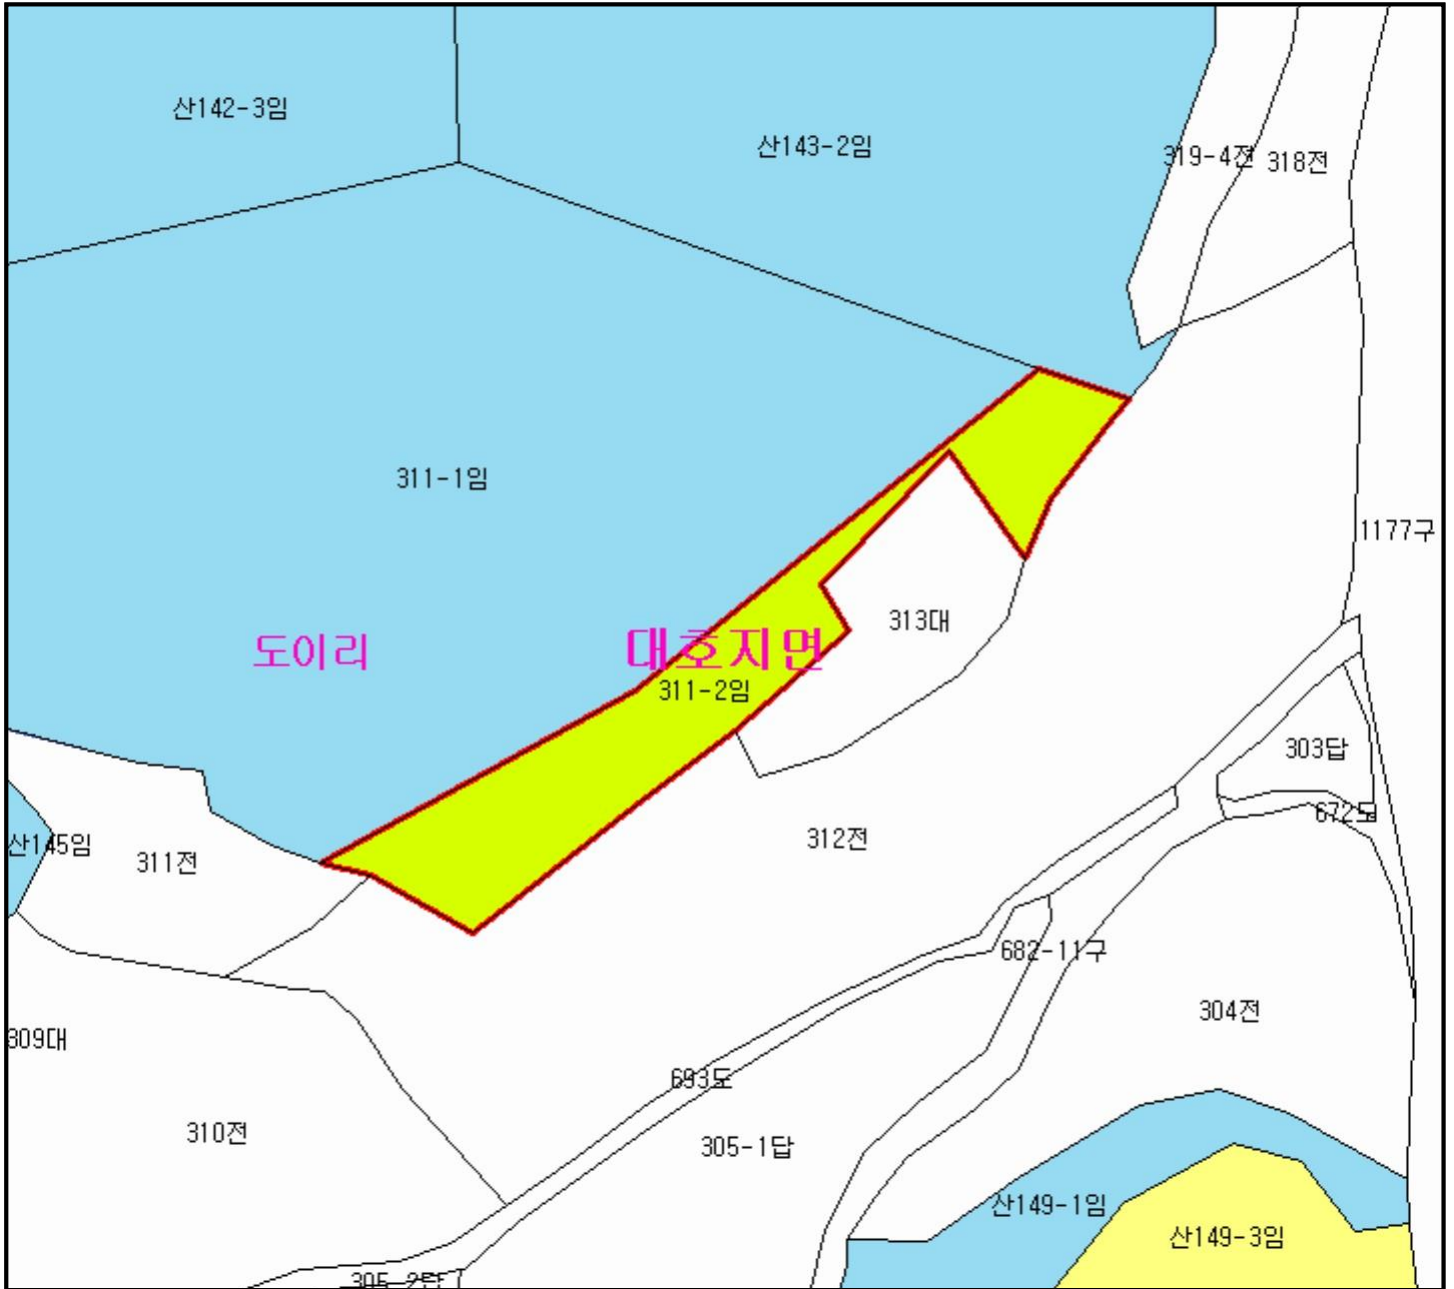 산142-3임
산143-2임
319-4전
318전
311-1임
1177구
313대
도이리
대호지면
311-2임
303답
672도
312전
산145임
311전
682-11구
304전
309대
693도
310전
305-1답
산149-1임
산149-3임
305-2답